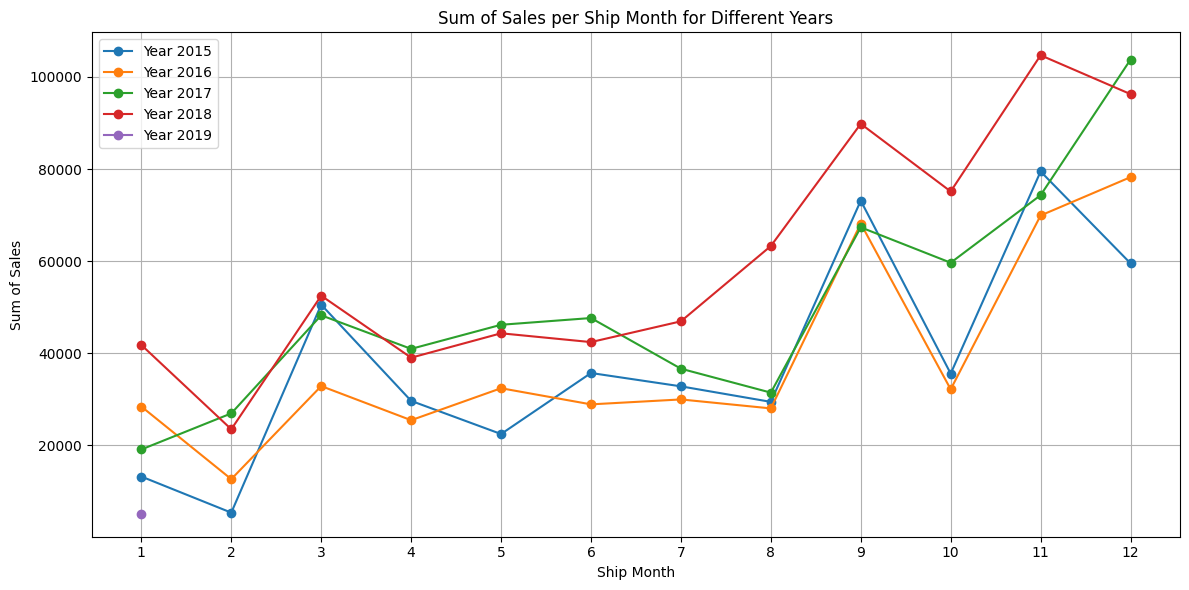 Sum of Sales per Ship Month for Different Years
Year 2015
Year 2016
Year 2017
Year 2018
Year 2019
100000
80000
60000
40000
20000
Sum of Sales
1 2 3 4 5 6 7 8 9 10 11 12
Ship Month